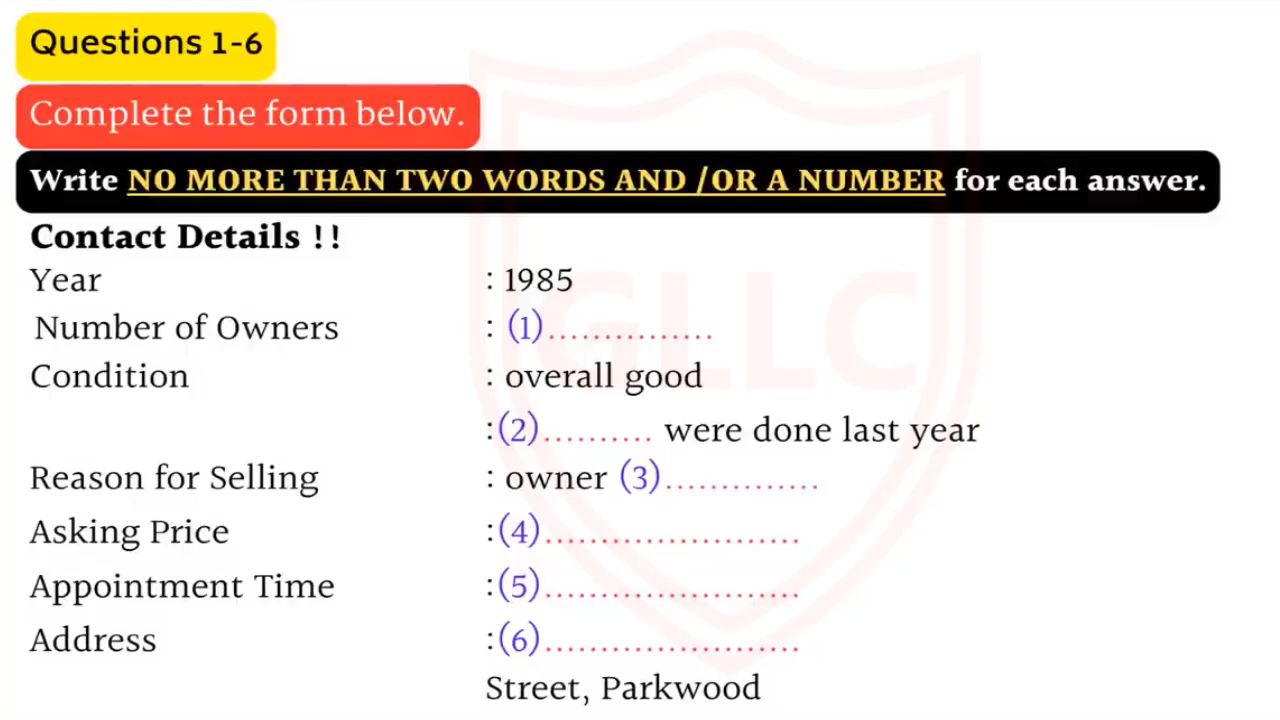 Questions 1-6
Complete the form below.
Write NO MORE THAN TWO WORDS AND /OR A NUMBER for each answer.
Contact Details !!
Year : 1985
Number of Owners : (1)...............
Condition : overall good
:(2).......... were done last year
Reason for Selling : owner (3)..............
Asking Price :(4).......................
Appointment Time :(5).......................
Address :(6).......................
Street, Parkwood
GLLC